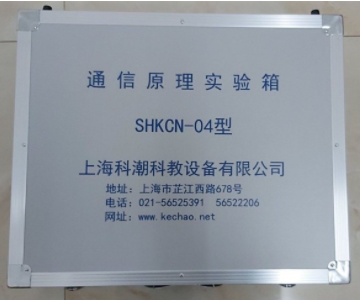 通信原理实验箱
SHKCN-04型
上海科潮科教设备有限公司
地址：上海市芷江西路678号
电话：021-56525391 56522206
网址：www.kechao.net